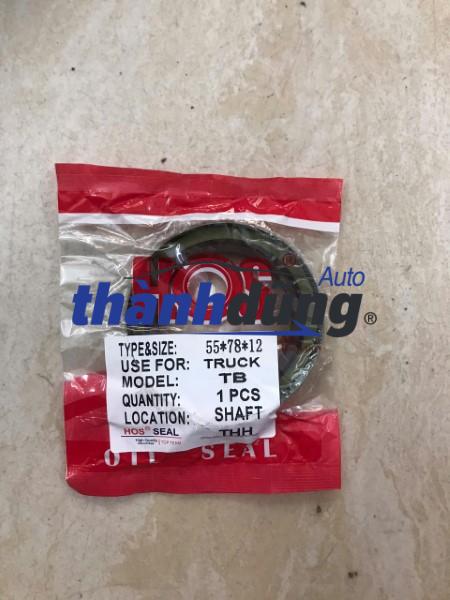 Auto
thànhdũng®
TYPE&SIZE: 55*78*12
USE FOR: TRUCK
MODEL: TB
QUANTITY: 1 PCS
LOCATION: SHAFT
HOS® SEAL THH
OIL SEAL